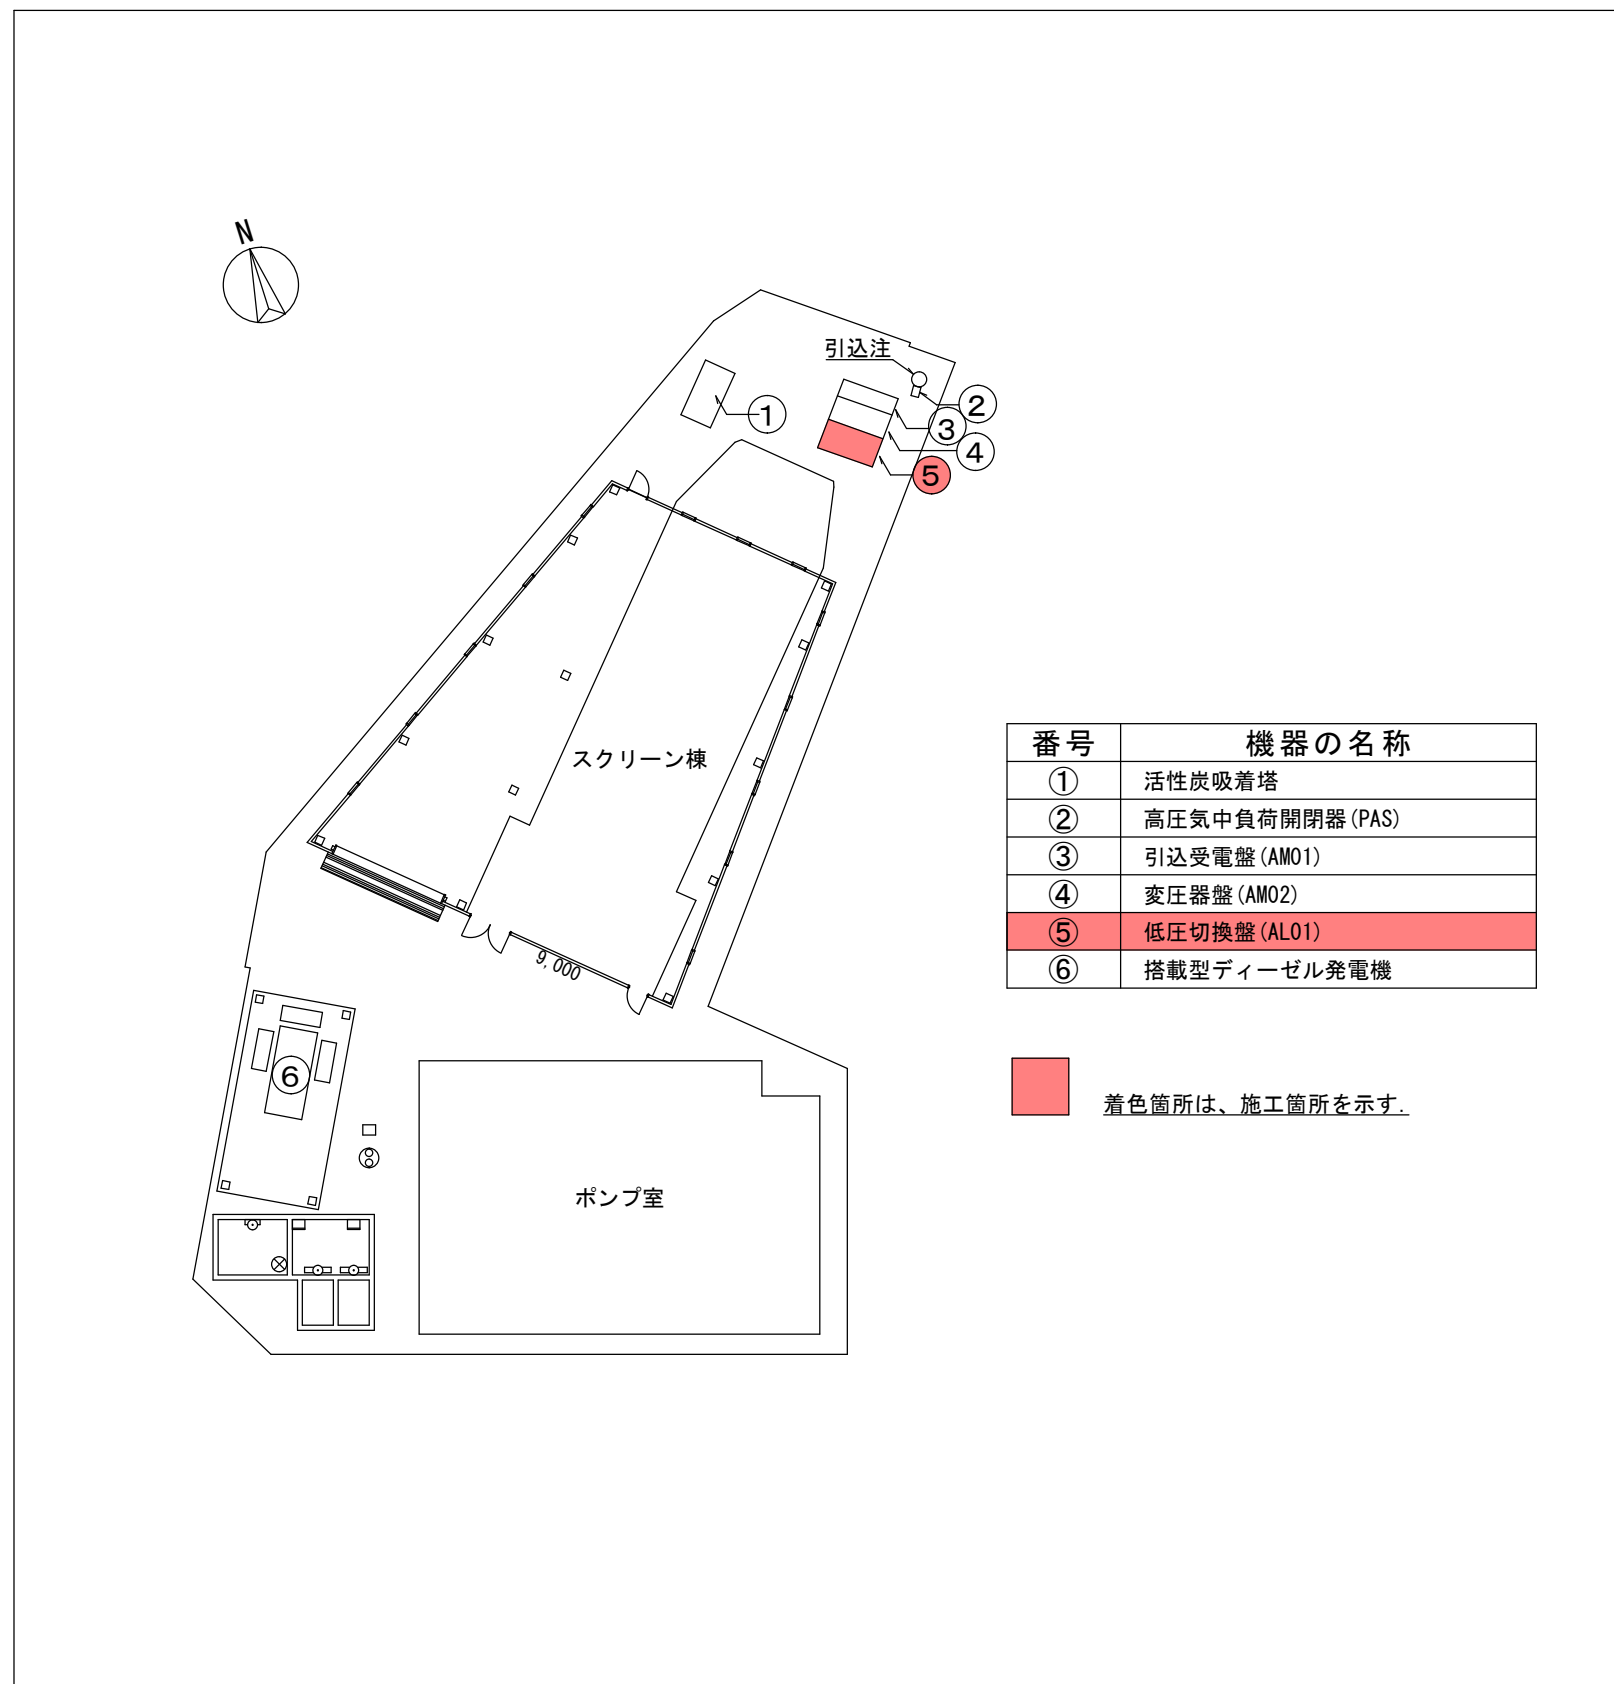 N
引込注
①
②
③
④
⑤
スクリーン棟
9,000
⑥
ポンプ室
番号 機器の名称
① 活性炭吸着塔
② 高圧気中負荷開閉器(PAS)
③ 引込受電盤(AM01)
④ 変圧器盤(AM02)
⑤ 低圧切換盤(AL01)
⑥ 搭載型ディーゼル発電機
着色箇所は、施工箇所を示す.